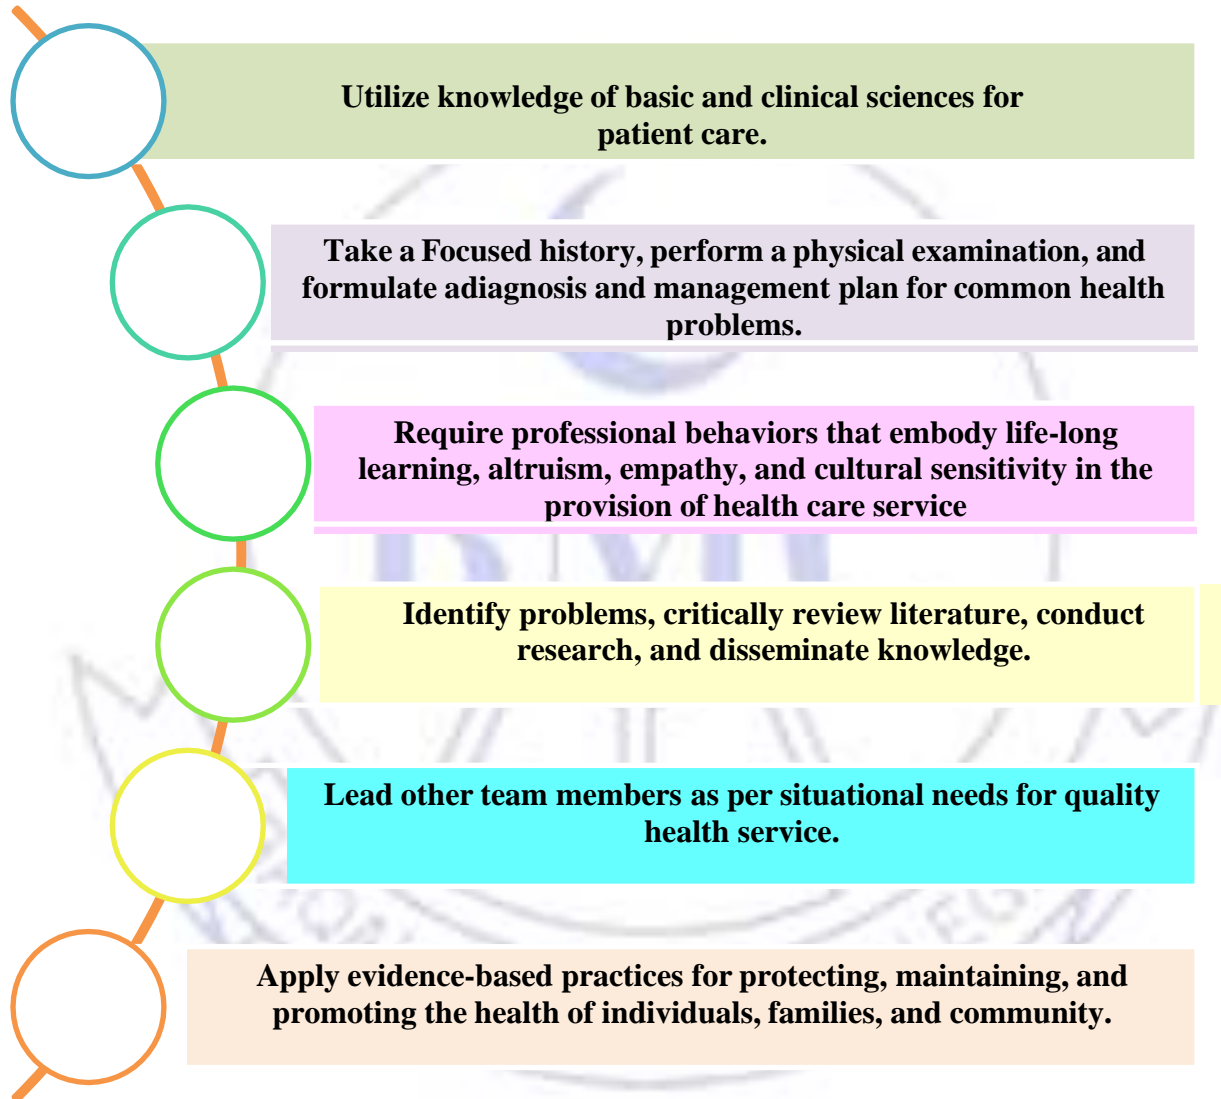 Utilize knowledge of basic and clinical sciences for
patient care.
Take a Focused history, perform a physical examination, and
formulate adiagnosis and management plan for common health
problems.
Require professional behaviors that embody life-long
learning, altruism, empathy, and cultural sensitivity in the
provision of health care service
Identify problems, critically review literature, conduct
research, and disseminate knowledge.
Lead other team members as per situational needs for quality
health service.
Apply evidence-based practices for protecting, maintaining, and
promoting the health of individuals, families, and community.